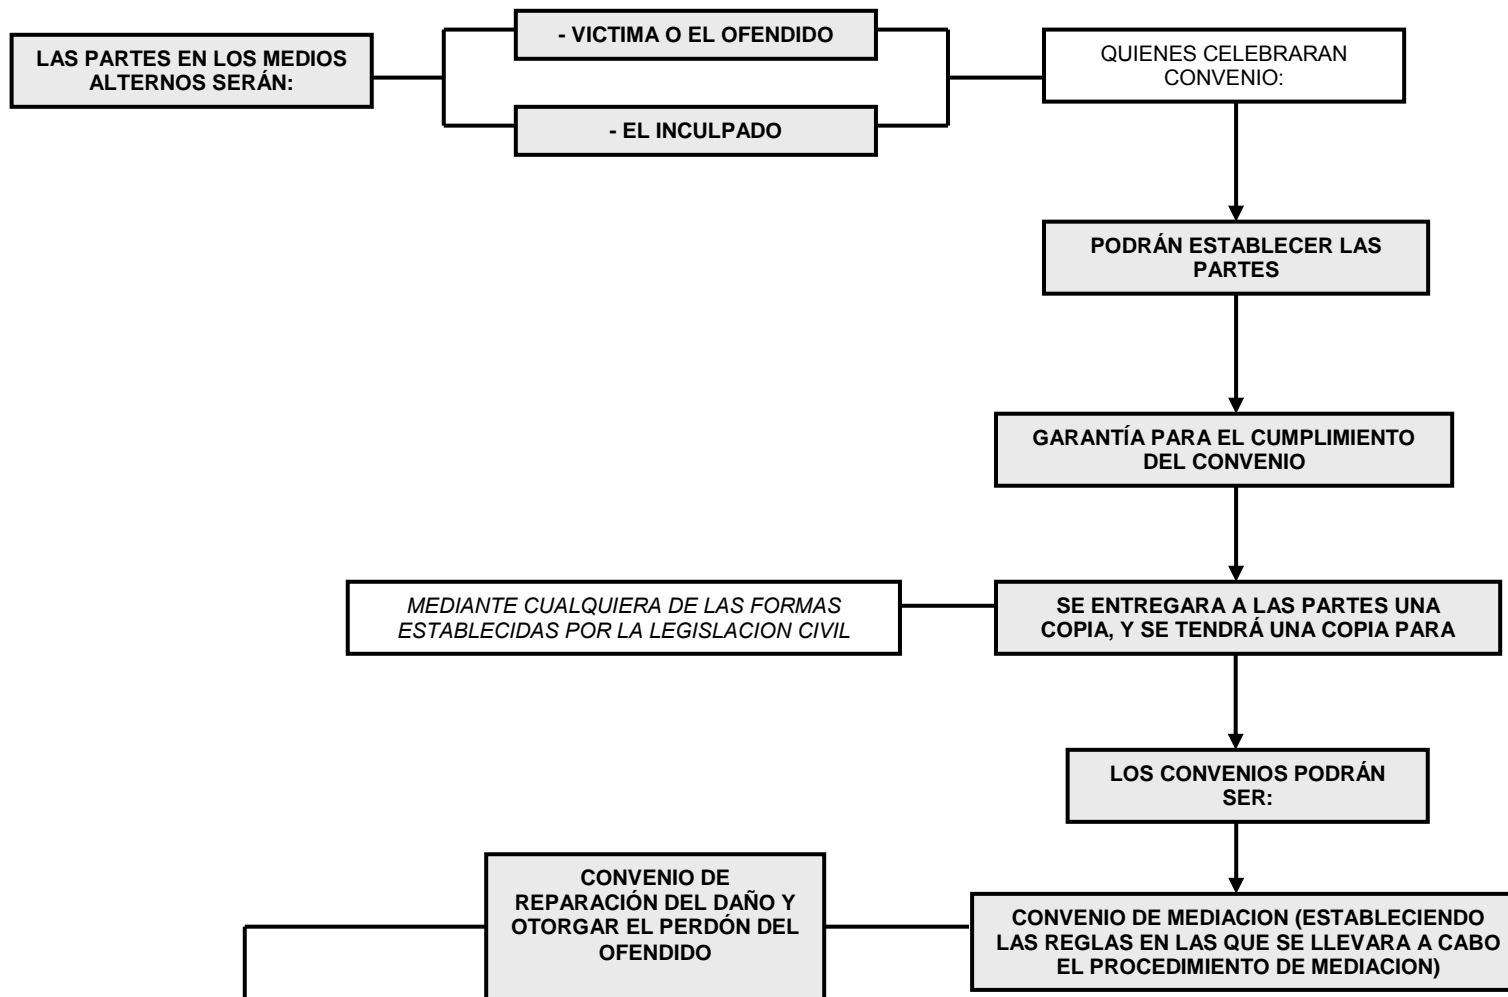 LAS PARTES EN LOS MEDIOS
ALTERNOS SERÁN:
- VICTIMA O EL OFENDIDO
- EL INCULPADO
QUIENES CELEBRARAN
CONVENIO:
PODRÁN ESTABLECER LAS
PARTES
GARANTÍA PARA EL CUMPLIMIENTO
DEL CONVENIO
MEDIANTE CUALQUIERA DE LAS FORMAS
ESTABLECIDAS POR LA LEGISLACION CIVIL
SE ENTREGARA A LAS PARTES UNA
COPIA, Y SE TENDRÁ UNA COPIA PARA
LOS CONVENIOS PODRÁN
SER:
CONVENIO DE
REPARACIÓN DEL DAÑO Y
OTORGAR EL PERDÓN DEL
OFENDIDO
CONVENIO DE MEDIACION (ESTABLECIENDO
LAS REGLAS EN LAS QUE SE LLEVARA A CABO
EL PROCEDIMIENTO DE MEDIACION)